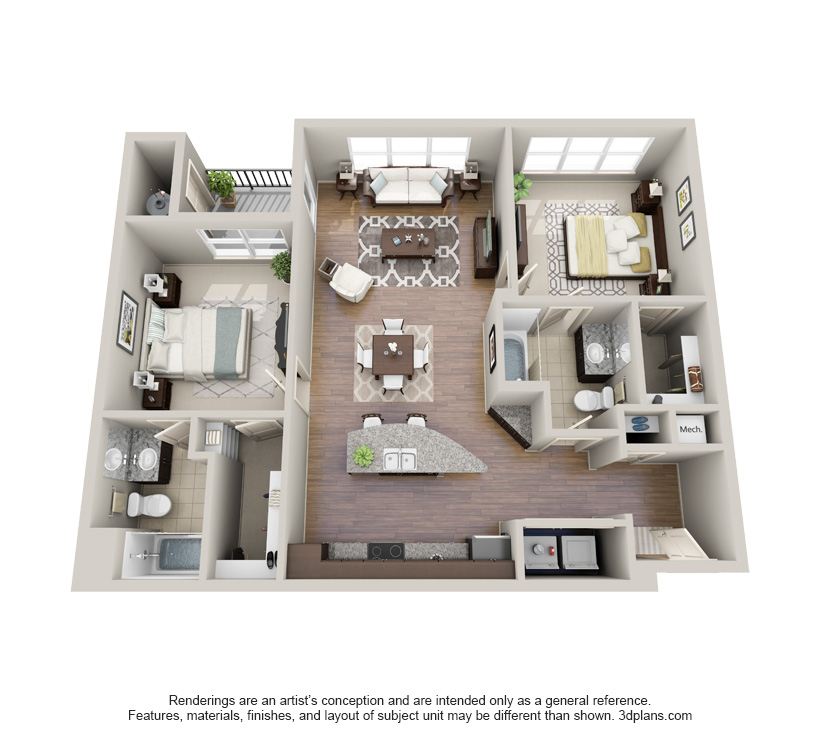 Mech.
Renderings are an artist's conception and are intended only as a general reference.
Features, materials, finishes, and layout of subject unit may be different than shown. 3dplans.com